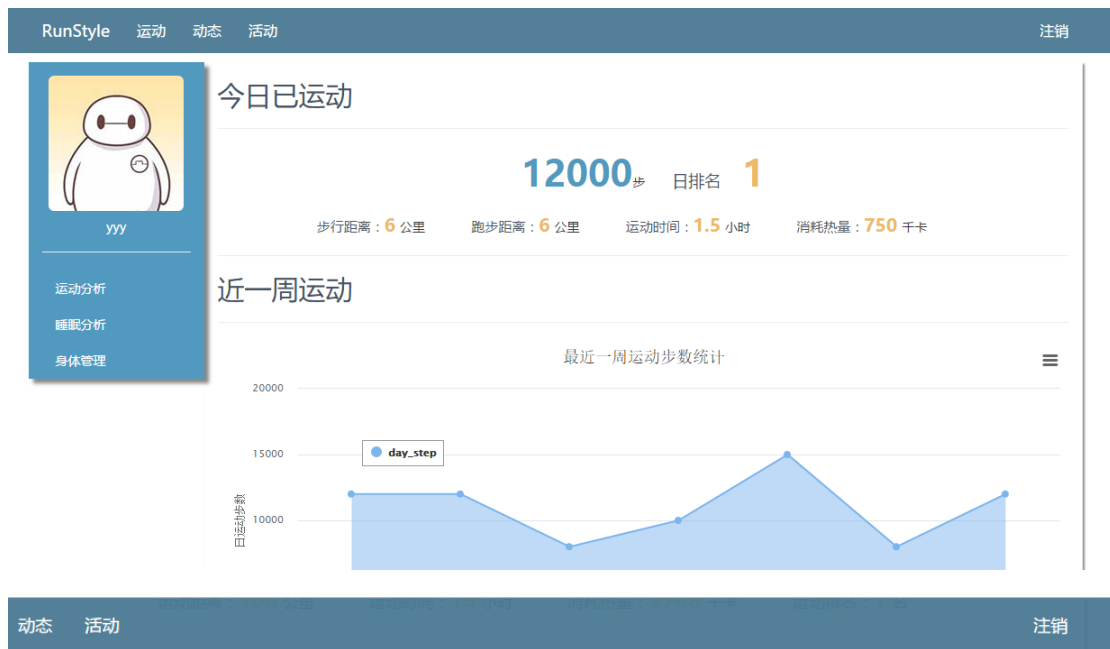 RunStyle 运动 动态 活动 注销
yyy
运动分析
睡眠分析
身体管理
今日已运动
12000步 日排名 1
步行距离：6 公里 跑步距离：6 公里 运动时间：1.5 小时 消耗热量：750 千卡
近一周运动
最近一周运动步数统计
20000
15000
10000
day_step
日运动步数
动态 活动 注销